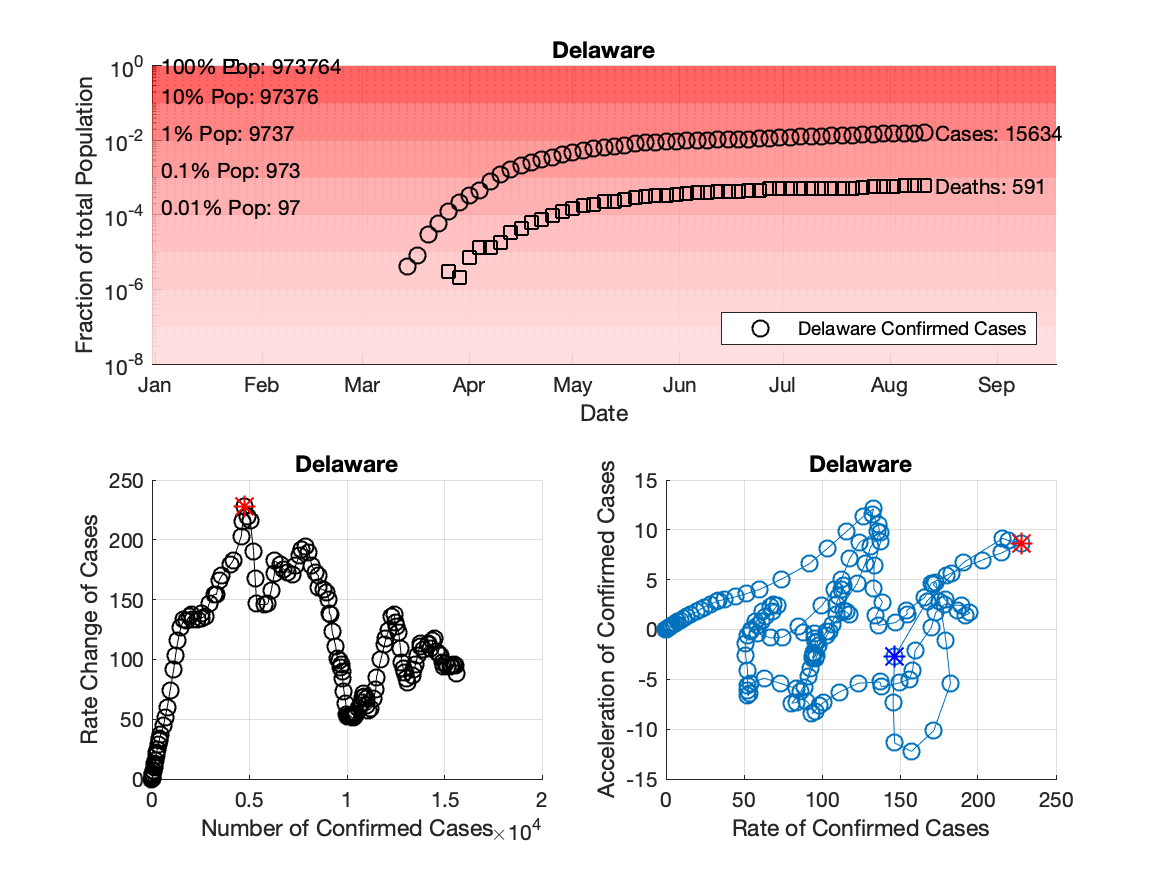 Delaware
10^0
10^-2
10^-4
10^-6
10^-8
Fraction of total Population
10% Pop: 97376
1% Pop: 9737
0.1% Pop: 973
0.01% Pop: 97
100% Pop: 973764
Cases: 15634
Deaths: 591
Delaware Confirmed Cases
Jan Feb Mar Apr May Jun Jul Aug Sep
Date
Delaware
250
200
150
100
50
0
Rate Change of Cases
0 0.5 1 1.5 2
Number of Confirmed Cases
×10^4
Delaware
15
10
5
0
-5
-10
-15
Acceleration of Confirmed Cases
0 50 100 150 200 250
Rate of Confirmed Cases